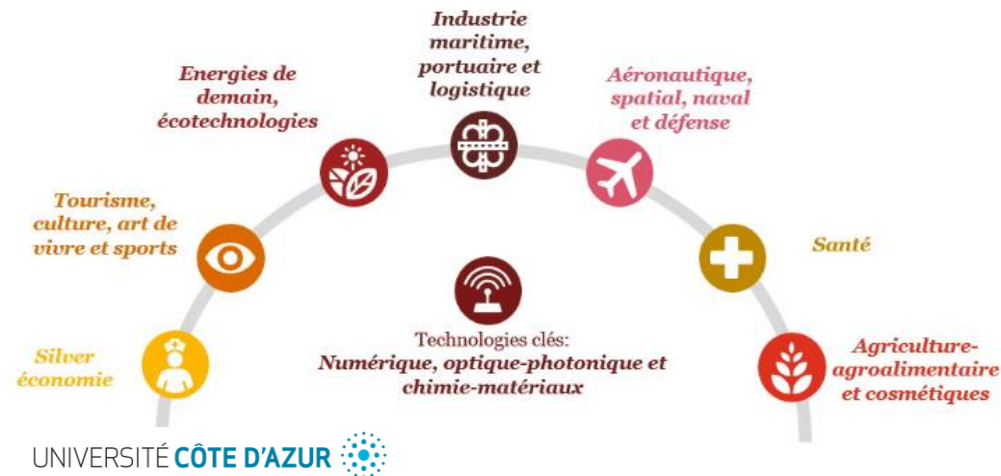 Silver
économie
Tourisme,
culture, art de
vivre et sports
Energies de
demain,
écotechnologies
Industrie
maritime,
portuaire et
logistique
Aéronautique,
spatial, naval
et défense
Santé
Agriculture-
agroalimentaire
et cosmétiques
Technologies clés:
Numérique, optique-photonique et
chimie-matériaux
UNIVERSITÉ CÔTE D'AZUR